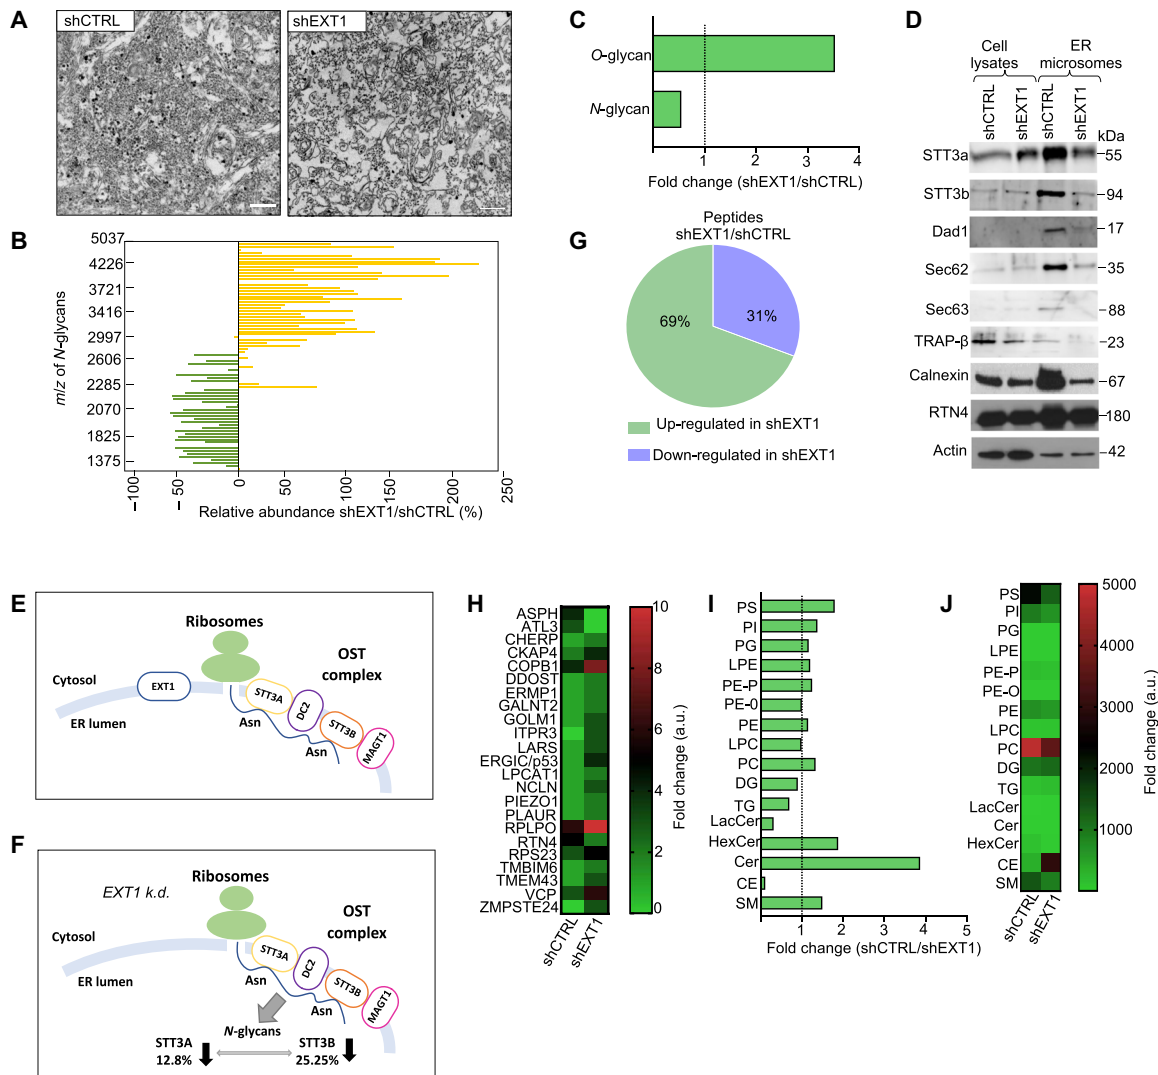 A
shCTRL
shEXT1
B
5037
4226
3721
3416
2997
2606
2285
2070
1825
1375
m/z of N-glycans
−100
−50
0
50
100
150
200
250
Relative abundance shEXT1/shCTRL (%)
C
O-glycan
N-glycan
0
1
2
3
4
Fold change (shEXT1/shCTRL)
D
Cell lysates
ER microsomes
shCTRL
shEXT1
shCTRL
shEXT1
kDa
STT3a
55
STT3b
94
Dad1
17
Sec62
35
Sec63
88
TRAP-β
23
Calnexin
67
RTN4
180
Actin
42
G
Peptides
shEXT1/shCTRL
69%
31%
Up-regulated in shEXT1
Down-regulated in shEXT1
E
Ribosomes
OST
complex
Cytosol
EXT1
ER lumen
STT3A
DC2
STT3B
MAGT1
Asn
Asn
F
EXT1 k.d.
Ribosomes
OST
complex
Cytosol
ER lumen
STT3A
DC2
STT3B
MAGT1
Asn
Asn
N-glycans
STT3A
12.8%
STT3B
25.25%
H
ASPH
ATL3
CHERP
CKAP4
COPB1
DDOST
ERMP1
GALNT2
GOLM1
ITPR3
LARS
ERGIC/p53
LPCAT1
NCLN
PIEZO1
PLAUR
RPLPO
RTN4
RPS23
TMBIM6
TMEM43
VCP
ZMPSTE24
shCTRL
shEXT1
10
8
6
4
2
0
Fold change (a.u.)
I
PS
PI
PG
LPE
PE-P
PE-0
PE
LPC
PC
DG
TG
LacCer
HexCer
Cer
CE
SM
0
1
2
3
4
5
Fold change (shCTRL/shEXT1)
J
PS
PI
PG
LPE
PE-P
PE-O
PE
LPC
PC
DG
TG
LacCer
Cer
HexCer
CE
SM
shCTRL
shEXT1
5000
4000
3000
2000
1000
Fold change (a.u.)